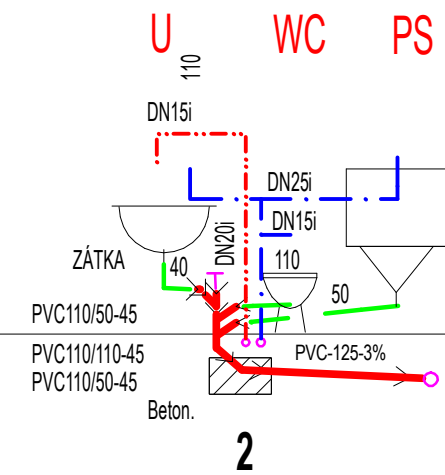 U WC PS
110
DN15i
DN25i
DN15i
DN20i
ZÁTKA
40
110
50
PVC110/50-45
PVC110/110-45
PVC110/50-45
PVC-125-3%
Beton.
2